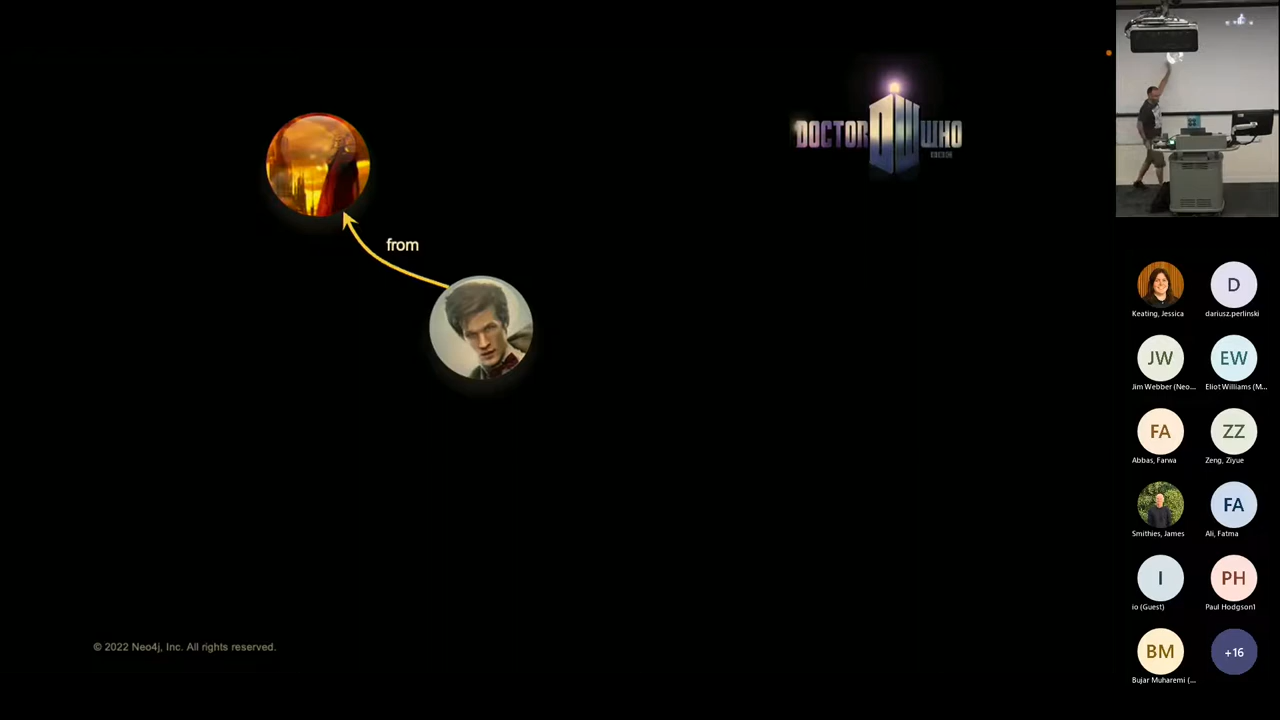 DOCTOR DW WHO
BBC
from
© 2022 Neo4j, Inc. All rights reserved.
Keating, Jessica
D
dariusz.perlinski
JW
Jim Webber (Neo...
EW
Eliot Williams (M...
FA
Abbas, Farwa
ZZ
Zeng, Ziyue
Smithies, James
FA
Ali, Fatma
I
io (Guest)
PH
Paul Hodgson1
BM
Bujar Muharemi (...
+16